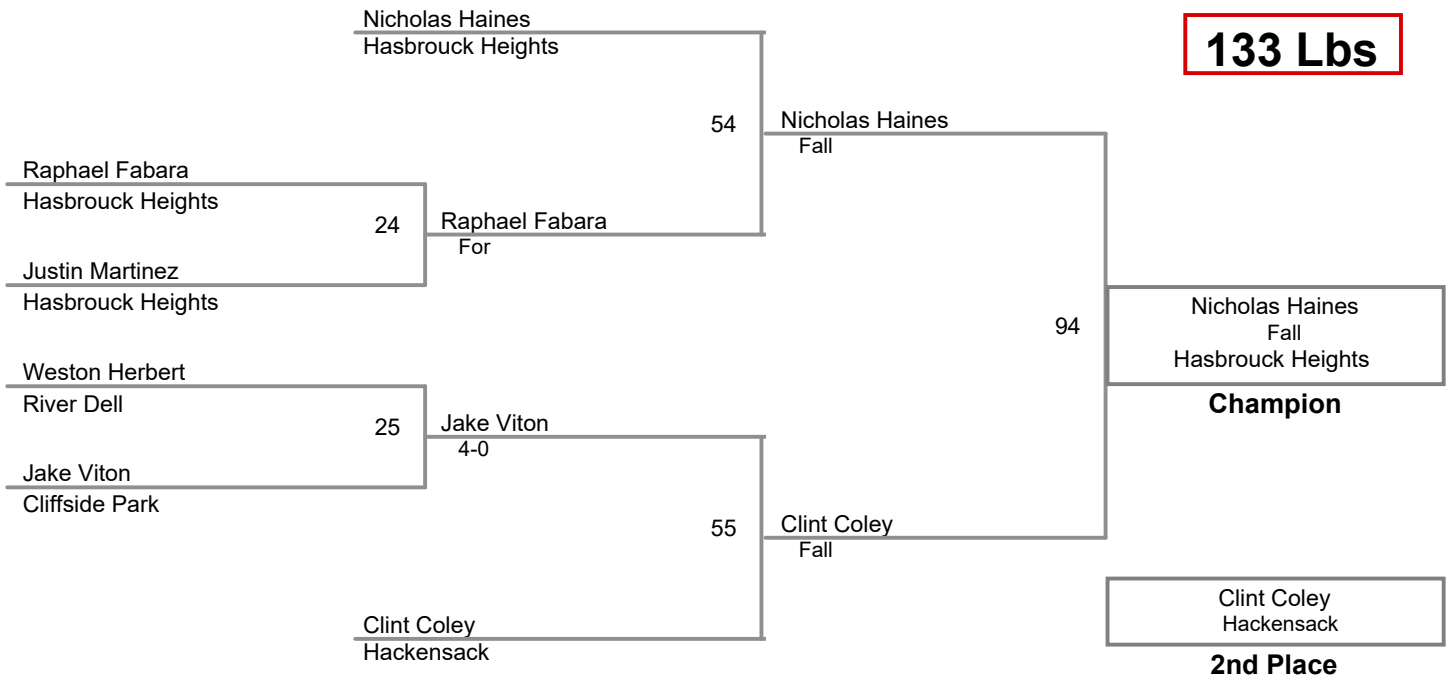 Nicholas Haines
Hasbrouck Heights
133 Lbs
54
Nicholas Haines
Fall
Raphael Fabara
Hasbrouck Heights
24
Raphael Fabara
For
Justin Martinez
Hasbrouck Heights
94
Nicholas Haines
Fall
Hasbrouck Heights
Champion
Weston Herbert
River Dell
25
Jake Viton
4-0
Jake Viton
Cliffside Park
55
Clint Coley
Fall
Clint Coley
Hackensack
Clint Coley
Hackensack
2nd Place